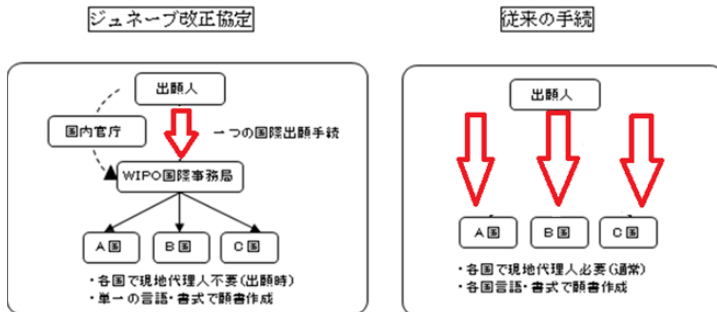 ジュネーブ改正協定
出願人
国内官庁
一つの国際出願手続
WIPO国際事務局
A国
B国
C国
・各国で現地代理人不要(出願時)
・単一の言語・書式で願書作成
従来の手続
出願人
A国
B国
C国
・各国で現地代理人必要(通常)
・各国言語・書式で願書作成